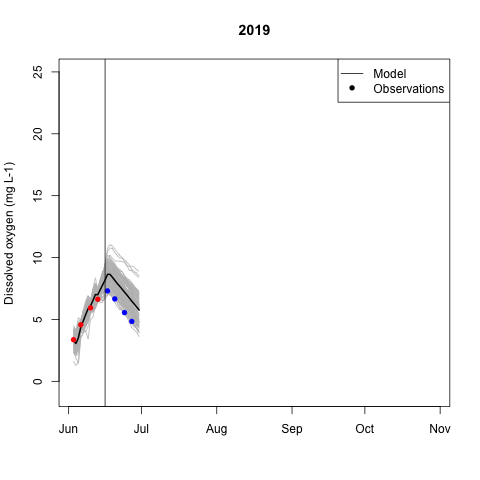 2019
Model
Observations
Dissolved oxygen (mg L-1)
25
20
15
10
5
0
Jun Jul Aug Sep Oct Nov